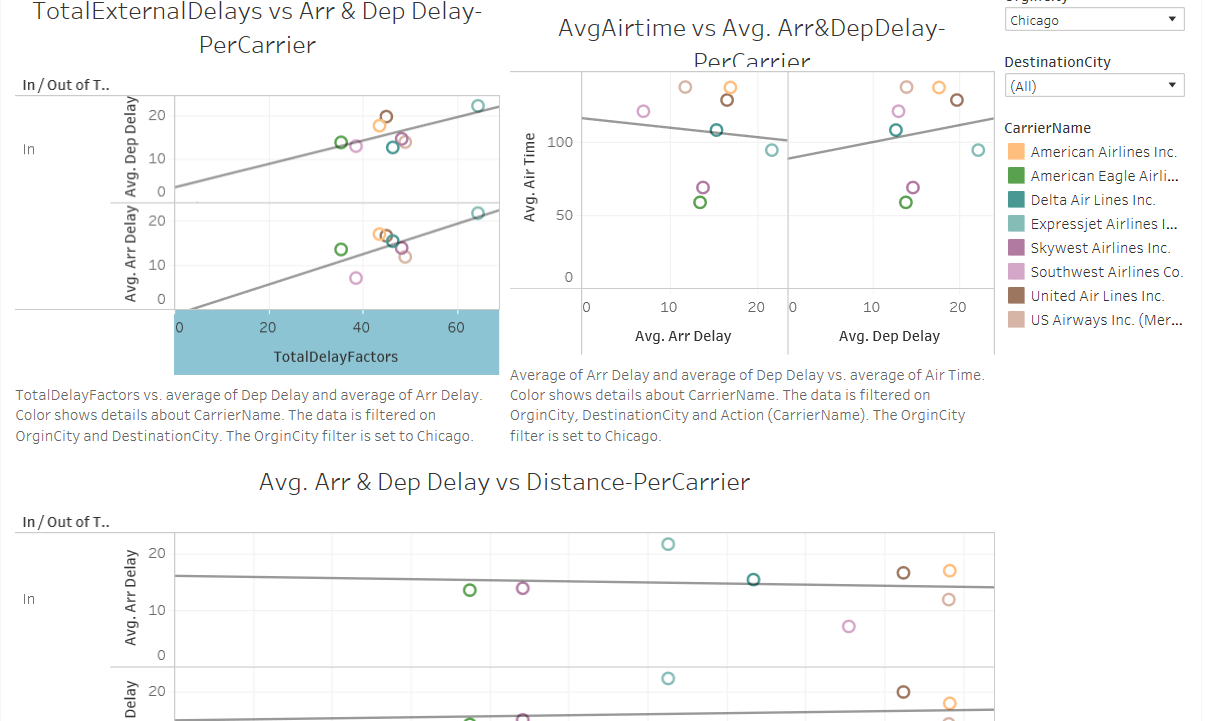 TotalExternalDelays vs Arr & Dep Delay-
PerCarrier
In / Out of T..
In
Avg. Dep Delay
20
10
0
Avg. Arr Delay
20
10
0
0 20 40 60
TotalDelayFactors
TotalDelayFactors vs. average of Dep Delay and average of Arr Delay.
Color shows details about CarrierName. The data is filtered on
OrginCity and DestinationCity. The OrginCity filter is set to Chicago.
AvgAirtime vs Avg. Arr&DepDelay-
PerCarrier
Avg. Air Time
100
50
0
0 10 20 0 10 20
Avg. Arr Delay Avg. Dep Delay
Average of Arr Delay and average of Dep Delay vs. average of Air Time.
Color shows details about CarrierName. The data is filtered on
OrginCity, DestinationCity and Action (CarrierName). The OrginCity
filter is set to Chicago.
OrginCity
Chicago
DestinationCity
(All)
CarrierName
American Airlines Inc.
American Eagle Airli...
Delta Air Lines Inc.
Expressjet Airlines I...
Skywest Airlines Inc.
Southwest Airlines Co.
United Air Lines Inc.
US Airways Inc. (Mer...
Avg. Arr & Dep Delay vs Distance-PerCarrier
In / Out of T..
In
Avg. Arr Delay
20
10
0
Delay
20